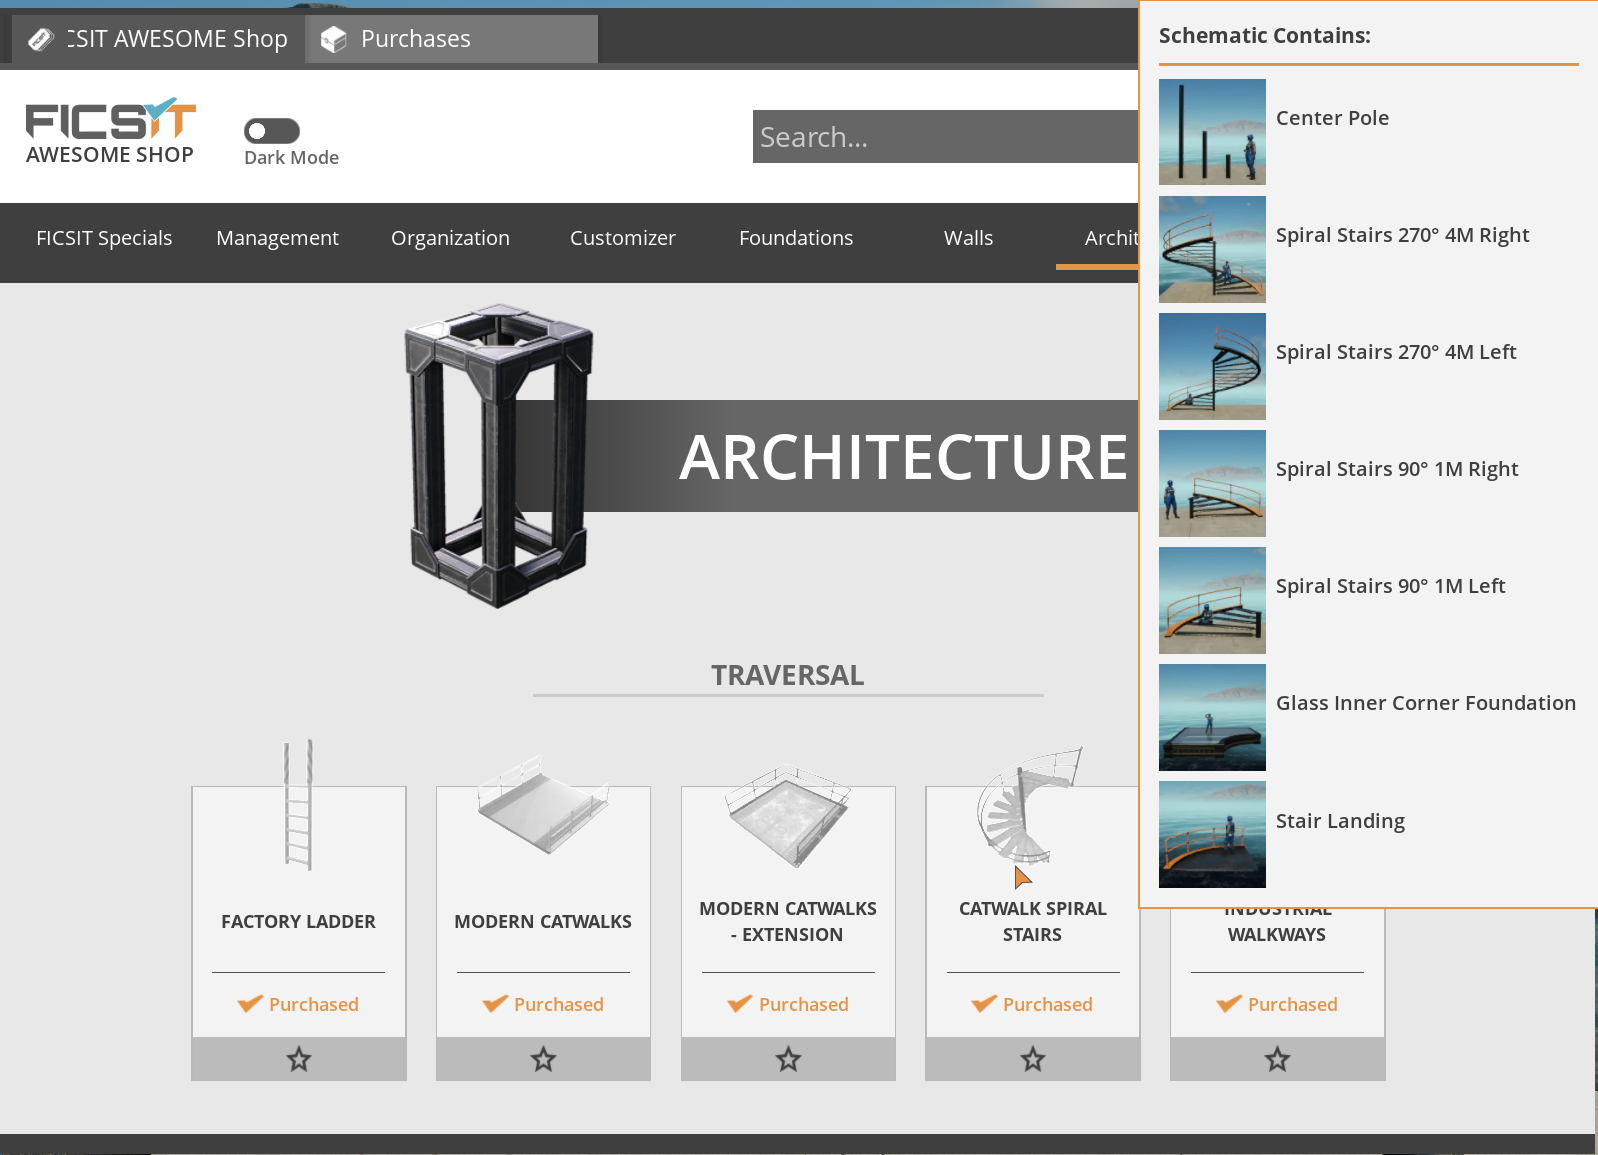 CSIT AWESOME Shop
Purchases
FICSIT
AWESOME SHOP
Dark Mode
Search...
FICSIT Specials
Management
Organization
Customizer
Foundations
Walls
Archit
ARCHITECTURE
TRAVERSAL
FACTORY LADDER
Purchased
MODERN CATWALKS
Purchased
MODERN CATWALKS
- EXTENSION
Purchased
CATWALK SPIRAL
STAIRS
Purchased
INDUSTRIAL
WALKWAYS
Purchased
Schematic Contains:
Center Pole
Spiral Stairs 270° 4M Right
Spiral Stairs 270° 4M Left
Spiral Stairs 90° 1M Right
Spiral Stairs 90° 1M Left
Glass Inner Corner Foundation
Stair Landing